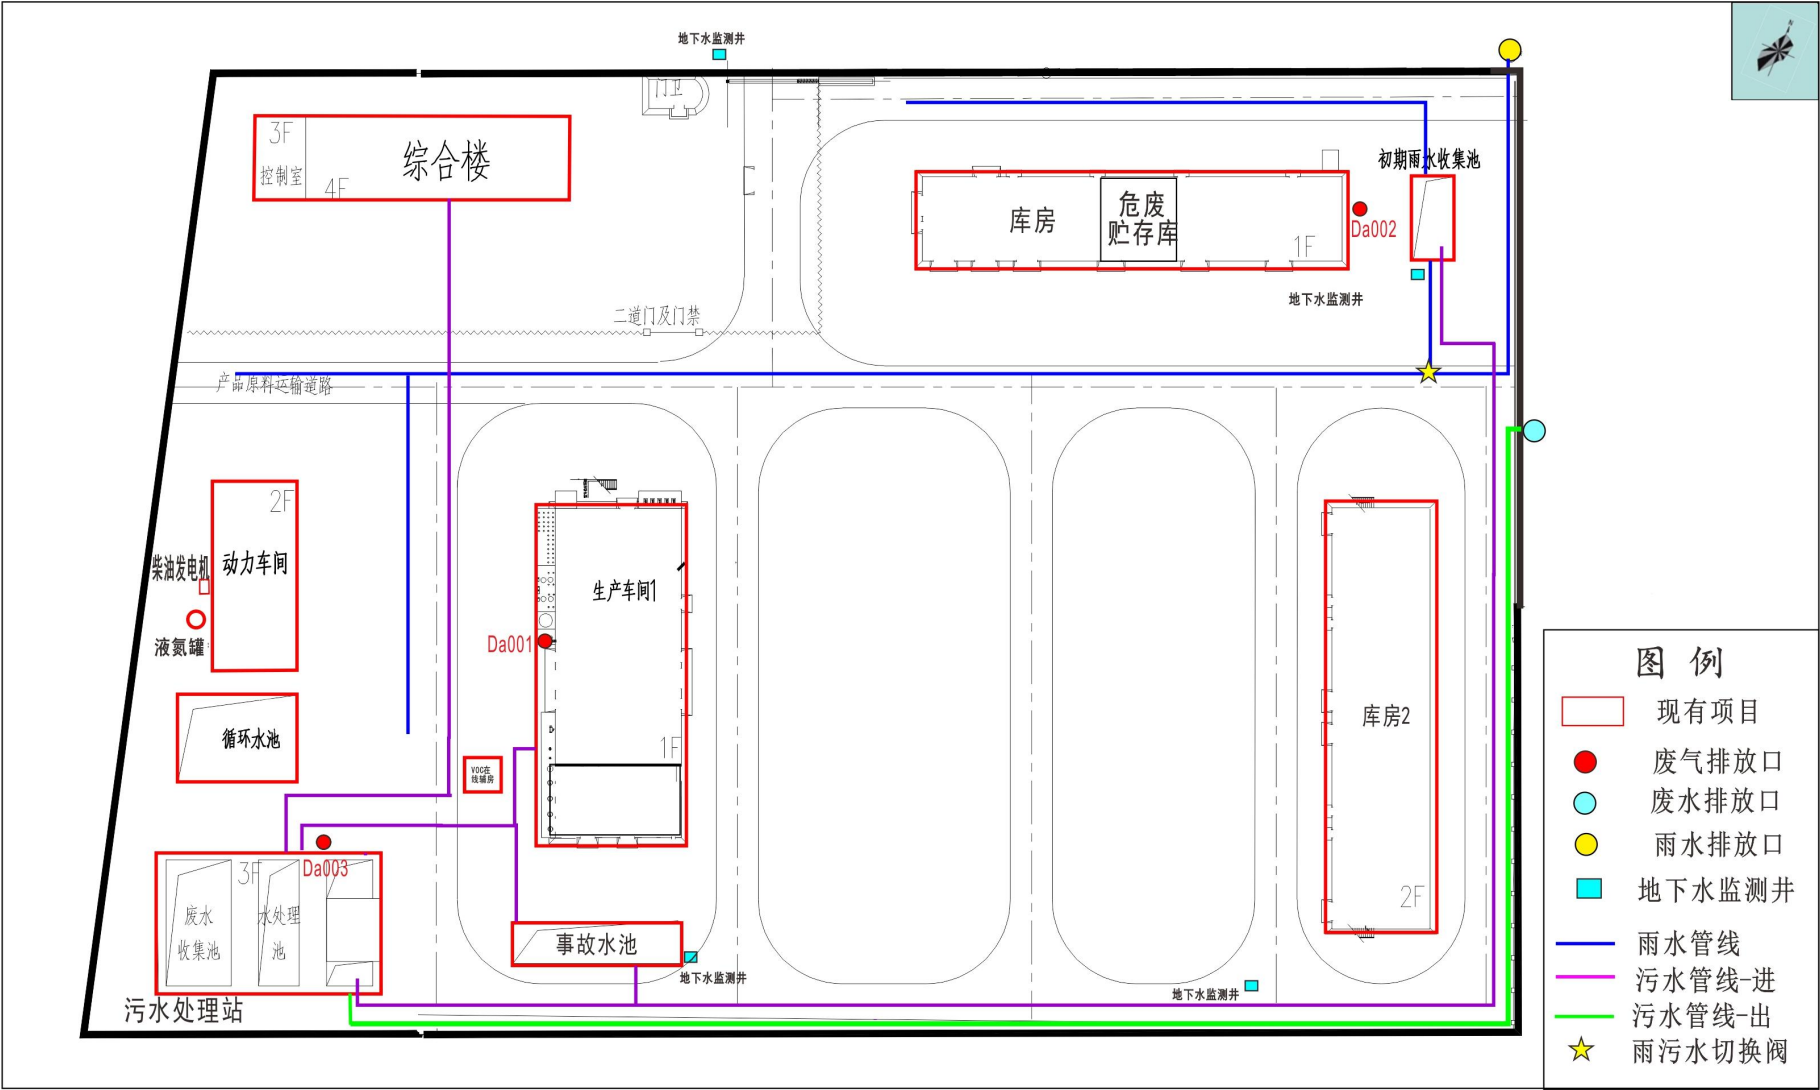 地下水监测井
N
门卫
3F
控制室
4F
综合楼
初期雨水收集池
库房
危废
贮存库
1F
Da002
地下水监测井
二道门及门禁
产品原料运输道路
2F
柴油发电机
动力车间
液氮罐
循环水池
生产车间1
Da001
1F
VOC在
线辅房
库房2
2F
Da003
3F
废水
收集池
水处理
池
污水处理站
事故水池
地下水监测井
地下水监测井
图 例
现有项目
废气排放口
废水排放口
雨水排放口
地下水监测井
雨水管线
污水管线-进
污水管线-出
雨污水切换阀